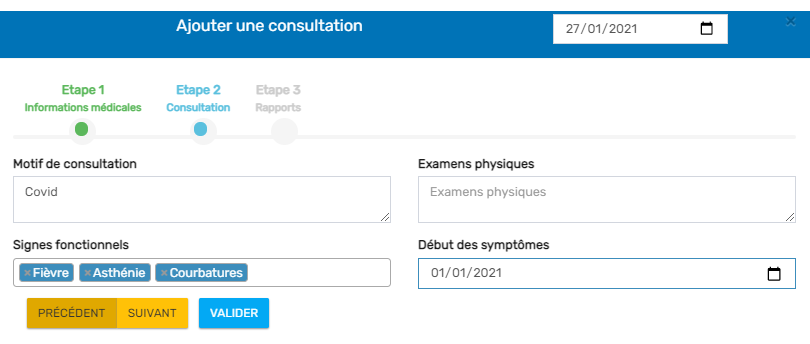 Ajouter une consultation 27/01/2021 ×
Etape 1 Etape 2 Etape 3
Informations médicales Consultation Rapports
Motif de consultation Examens physiques
Covid Examens physiques
Signes fonctionnels Début des symptômes
×Fièvre ×Asthénie ×Courbatures 01/01/2021
PRÉCÉDENT SUIVANT VALIDER